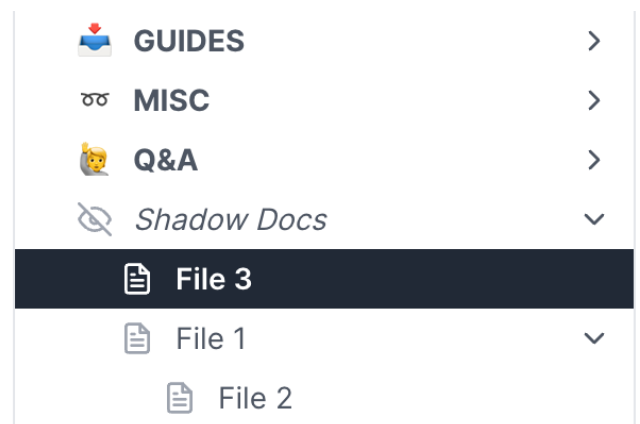 GUIDES
MISC
Q&A
Shadow Docs
File 3
File 1
File 2